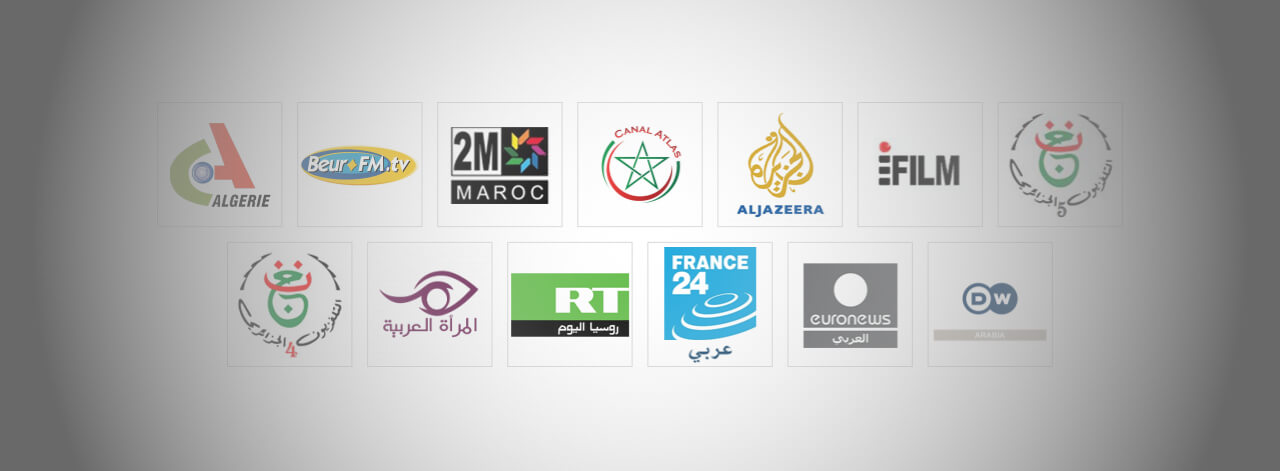 ALGERIE
Beur FM.tv
2M
MAROC
CANAL ATLAS
الجزيرة
ALJAZEERA
iFILM
التلفزيون الجزائري 5
التلفزيون الجزائري 4
المرأة العربية
RT
روسيا اليوم
FRANCE
24
عربي
euronews
العربي
DW
ARABIA